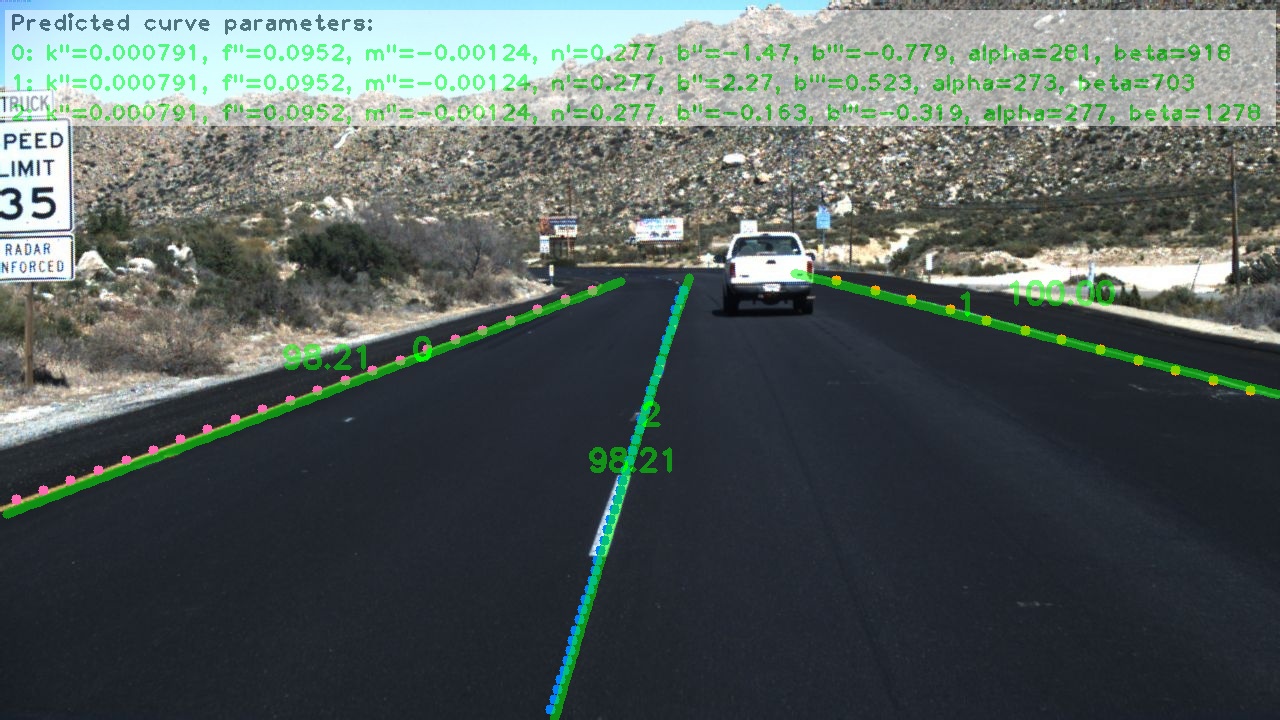 Predicted curve parameters:
0: k''=0.000791, f''=0.0952, m''=-0.00124, n'=0.277, b''=-1.47, b'''=-0.779, alpha=281, beta=918
1: k''=0.000791, f''=0.0952, m''=-0.00124, n'=0.277, b''=2.27, b'''=0.523, alpha=273, beta=703
2: k''=0.000791, f''=0.0952, m''=-0.00124, n'=0.277, b''=-0.163, b'''=-0.319, alpha=277, beta=1278
TRUCK
PEED
LIMIT
35
RADAR
NFORCED
1 100.00
98.21 0
2
98.21